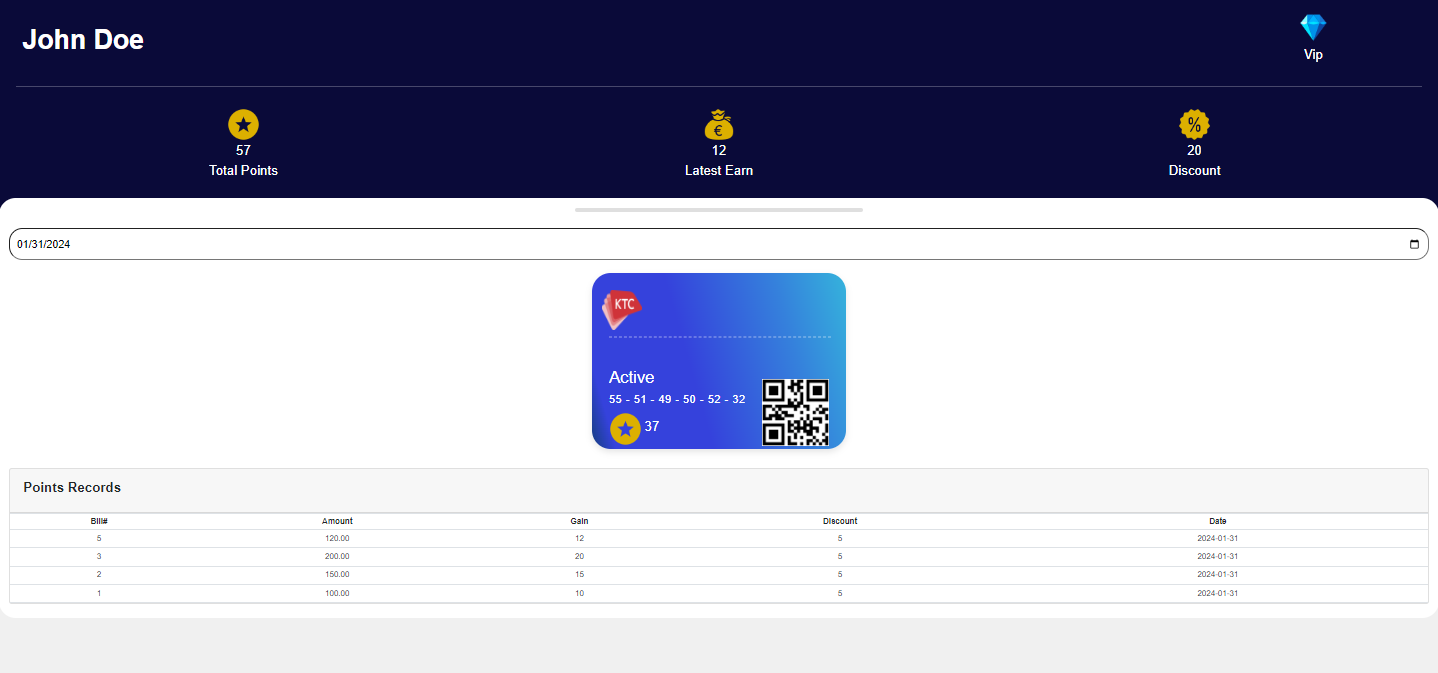 John Doe
Vip
57
Total Points
12
Latest Earn
%
20
Discount
01/31/2024
KTC
Active
55 - 51 - 49 - 50 - 52 - 32
37
Points Records
Bill# Amount Gain Discount Date
5 120.00 12 5 2024-01-31
3 200.00 20 5 2024-01-31
2 150.00 15 5 2024-01-31
1 100.00 10 5 2024-01-31